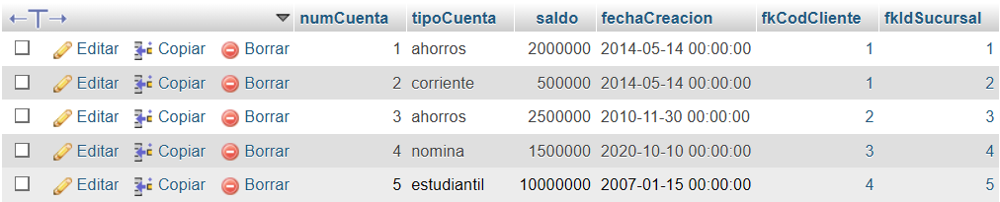 numCuenta tipoCuenta saldo fechaCreacion fkCodCliente fkIdSucursal
Editar Copiar Borrar 1 ahorros 2000000 2014-05-14 00:00:00 1 1
Editar Copiar Borrar 2 corriente 500000 2014-05-14 00:00:00 1 2
Editar Copiar Borrar 3 ahorros 2500000 2010-11-30 00:00:00 2 3
Editar Copiar Borrar 4 nomina 1500000 2020-10-10 00:00:00 3 4
Editar Copiar Borrar 5 estudiantil 10000000 2007-01-15 00:00:00 4 5